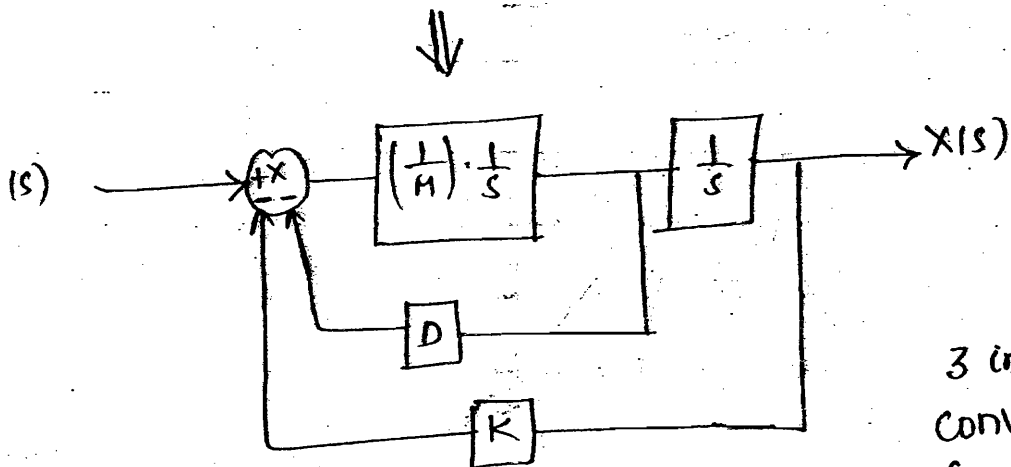 (s)
+ x
- -
(1/M) · 1/s
1/s
X(s)
D
K
3 in
conv